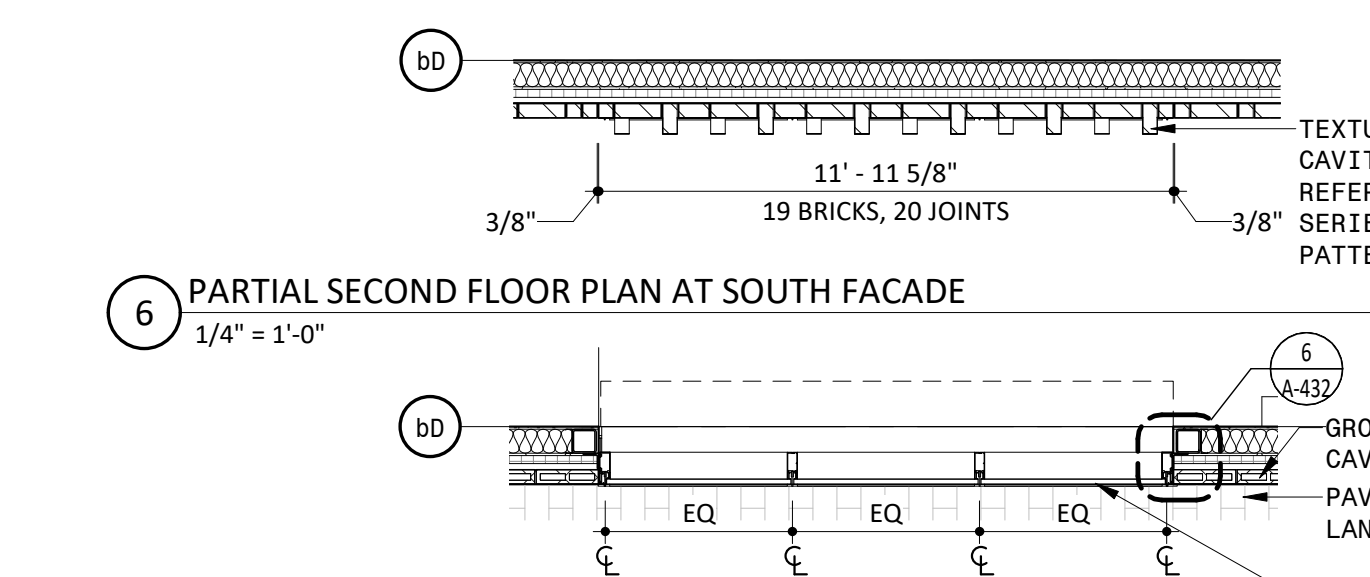 bD
TEXTU
CAVIT
REFER
SERIE
PATTE
11' - 11 5/8"
19 BRICKS, 20 JOINTS
3/8"
3/8"
6
PARTIAL SECOND FLOOR PLAN AT SOUTH FACADE
1/4" = 1'-0"
6
A-432
bD
GRO
CAV
PAV
LAN
EQ
EQ
EQ
℄
℄
℄
℄